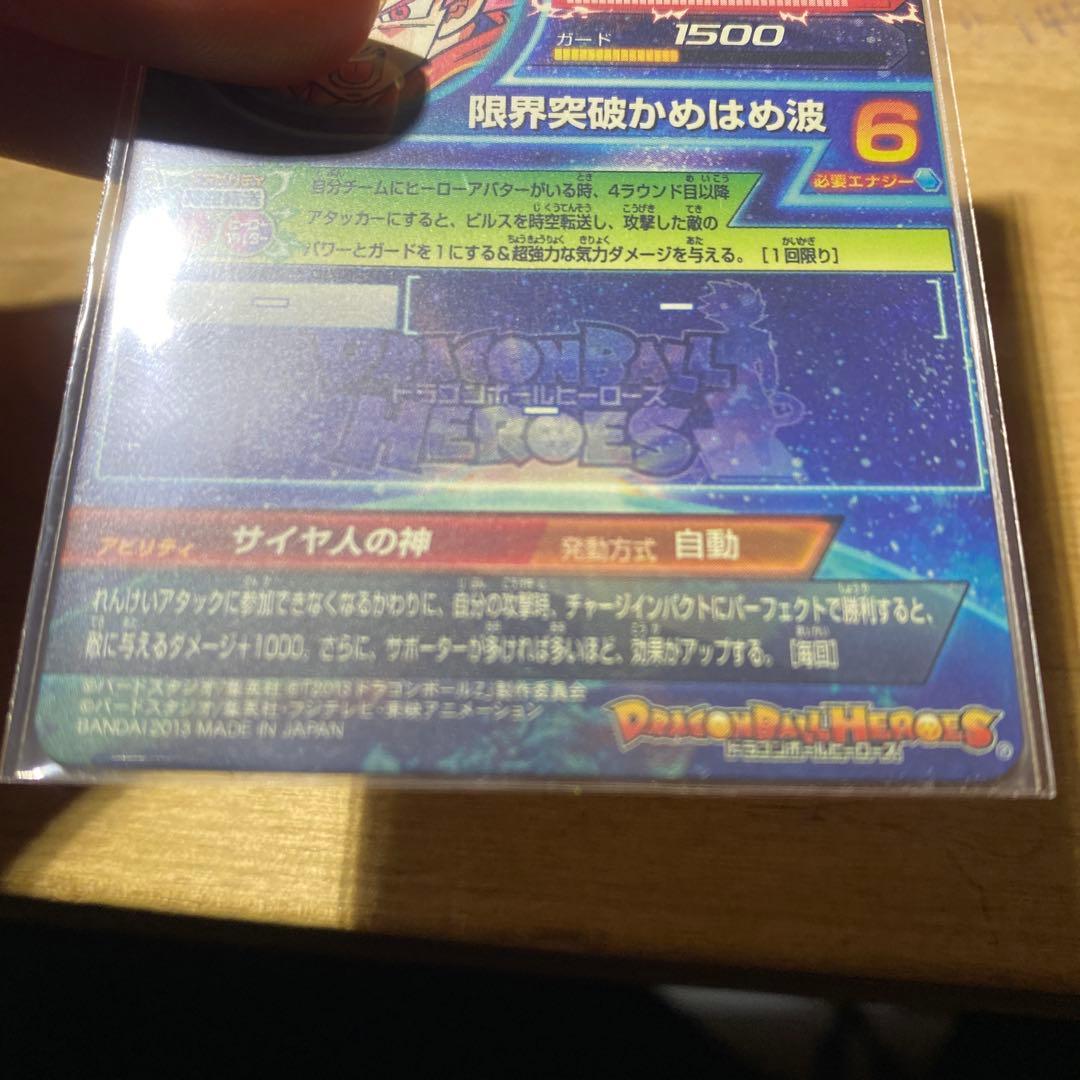 ガード 1500
限界突破かめはめ波
6
必要エナジー
自分チームにヒーローアバターがいる時、4ラウンド目以降
アタッカーにすると、ビルスを時空転送し、攻撃した敵の
パワーとガードを1にする&超強力な気力ダメージを与える。[1回限り]
DRAGON BALL
ドラゴンボールヒーローズ
HEROES
アビリティ サイヤ人の神 発動方式 自動
れんけいアタックに参加できなくなるかわりに、自分の攻撃時、チャージインパクトにパーフェクトで勝利すると、
敵に与えるダメージ+1000。さらに、サポーターが多ければ多いほど、効果がアップする。[毎回]
©バードスタジオ/集英社 ©「2013 ドラゴンボールZ」製作委員会
©バードスタジオ/集英社・フジテレビ・東映アニメーション
BANDAI 2013 MADE IN JAPAN
DRAGON BALL HEROES
ドラゴンボールヒーローズ